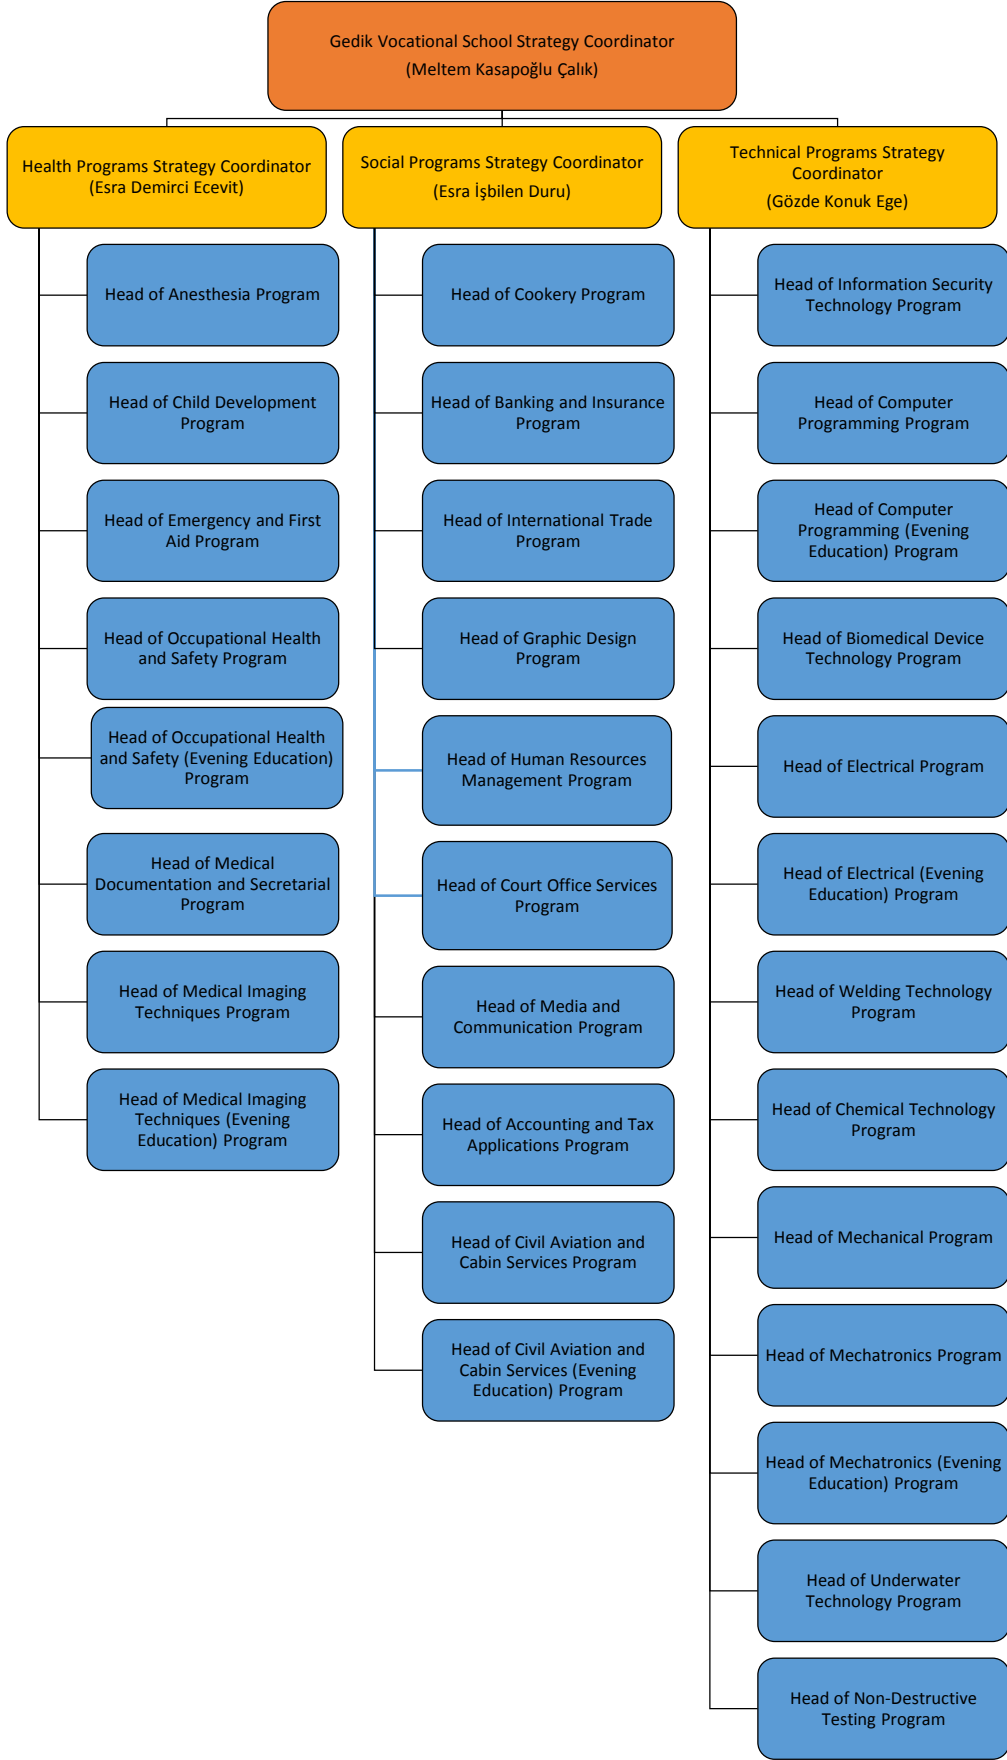 Gedik Vocational School Strategy Coordinator
(Meltem Kasapoğlu Çalık)
Health Programs Strategy Coordinator
(Esra Demirci Ecevit)
Head of Anesthesia Program
Head of Child Development
Program
Head of Emergency and First
Aid Program
Head of Occupational Health
and Safety Program
Head of Occupational Health
and Safety (Evening Education)
Program
Head of Medical
Documentation and Secretarial
Program
Head of Medical Imaging
Techniques Program
Head of Medical Imaging
Techniques (Evening
Education) Program
Social Programs Strategy Coordinator
(Esra İşbilen Duru)
Head of Cookery Program
Head of Banking and Insurance
Program
Head of International Trade
Program
Head of Graphic Design
Program
Head of Human Resources
Management Program
Head of Court Office Services
Program
Head of Media and
Communication Program
Head of Accounting and Tax
Applications Program
Head of Civil Aviation and
Cabin Services Program
Head of Civil Aviation and
Cabin Services (Evening
Education) Program
Technical Programs Strategy
Coordinator
(Gözde Konuk Ege)
Head of Information Security
Technology Program
Head of Computer
Programming Program
Head of Computer
Programming (Evening
Education) Program
Head of Biomedical Device
Technology Program
Head of Electrical Program
Head of Electrical (Evening
Education) Program
Head of Welding Technology
Program
Head of Chemical Technology
Program
Head of Mechanical Program
Head of Mechatronics Program
Head of Mechatronics (Evening
Education) Program
Head of Underwater
Technology Program
Head of Non-Destructive
Testing Program